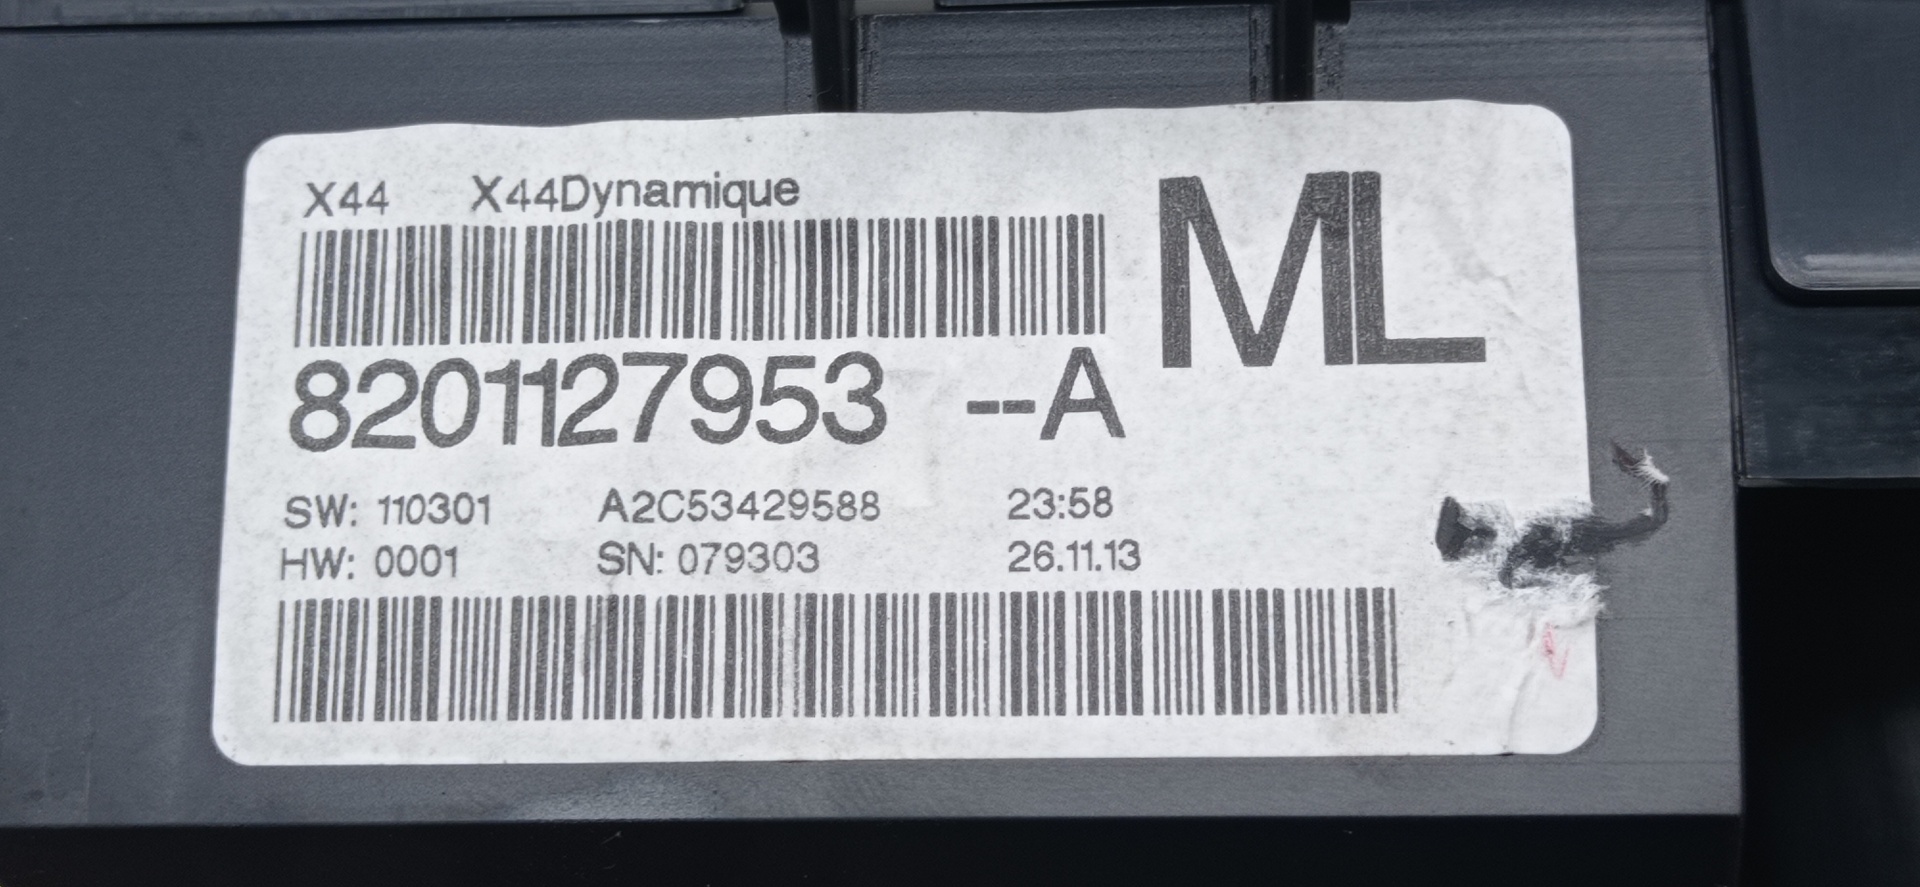 X44 X44Dynamique
ML
8201127953 --A
SW: 110301 A2C53429588 23:58
HW: 0001 SN: 079303 26.11.13